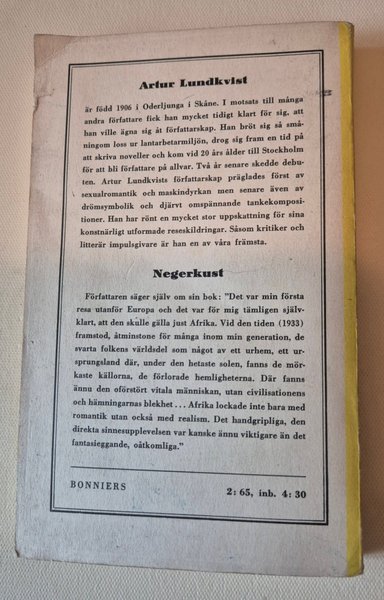 Artur Lundkvist
är född 1906 i Oderljunga i Skåne. I motsats till många
andra författare fick han mycket tidigt klart för sig, att
han ville ägna sig åt författarskap. Han bröt sig så små-
ningom loss ur lantarbetarmiljön, drog sig fram en tid på
att skriva noveller och kom vid 20 års ålder till Stockholm
för att bli författare på allvar. Två år senare skedde debu-
ten. Artur Lundkvists författarskap präglades först av
sexualromantik och maskindyrkan men senare även av
drömsymbolik och djärvt omspännande tankekomposi-
tioner. Han har rönt en mycket stor uppskattning för sina
konstnärligt utformade reseskildringar. Såsom kritiker och
litterär impulsgivare är han en av våra främsta.
Negerkust
Författaren säger själv om sin bok: "Det var min första
resa utanför Europa och det var för mig tämligen själv-
klart, att den skulle gälla just Afrika. Vid den tiden (1933)
framstod, åtminstone för många inom min generation, de
svarta folkens världsdel som något av ett urhem, ett ur-
sprungsland där, under den hetaste solen, fanns de mör-
kaste källorna, de förlorade hemligheterna. Där fanns
ännu den oförstört vitala människan, utan civilisationens
och hämningarnas blekhet ... Afrika lockade inte bara med
romantik utan också med realism. Det handgripliga, den
direkta sinnesupplevelsen var kanske ännu viktigare än det
fantasieggande, oåtkomliga."
BONNIERS
2: 65, inb. 4: 30